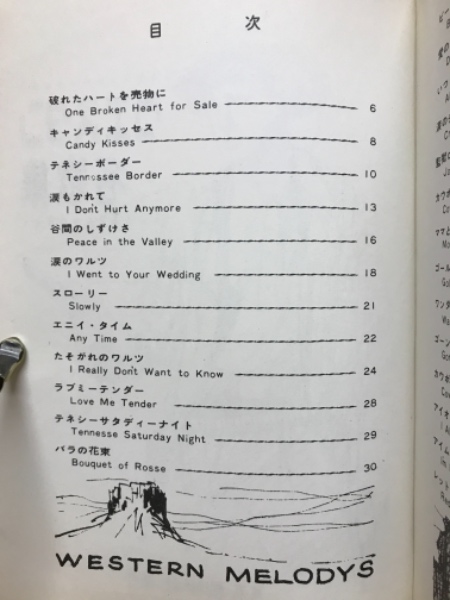 目 次
破れたハートを売物に
One Broken Heart for Sale 6
キャンディキッセス
Candy Kisses 8
テネシーボーダー
Tennessee Border 10
涙もかれて
I Don't Hurt Anymore 13
谷間のしずけさ
Peace in the Valley 16
涙のワルツ
I Went to Your Wedding 18
スローリー
Slowly 21
エニイ・タイム
Any Time 22
たそがれのワルツ
I Really Don't Want to Know 24
ラブミーテンダー
Love Me Tender 28
テネシーサタディーナイト
Tennesse Saturday Night 29
バラの花束
Bouquet of Rosse 30
WESTERN MELODYS